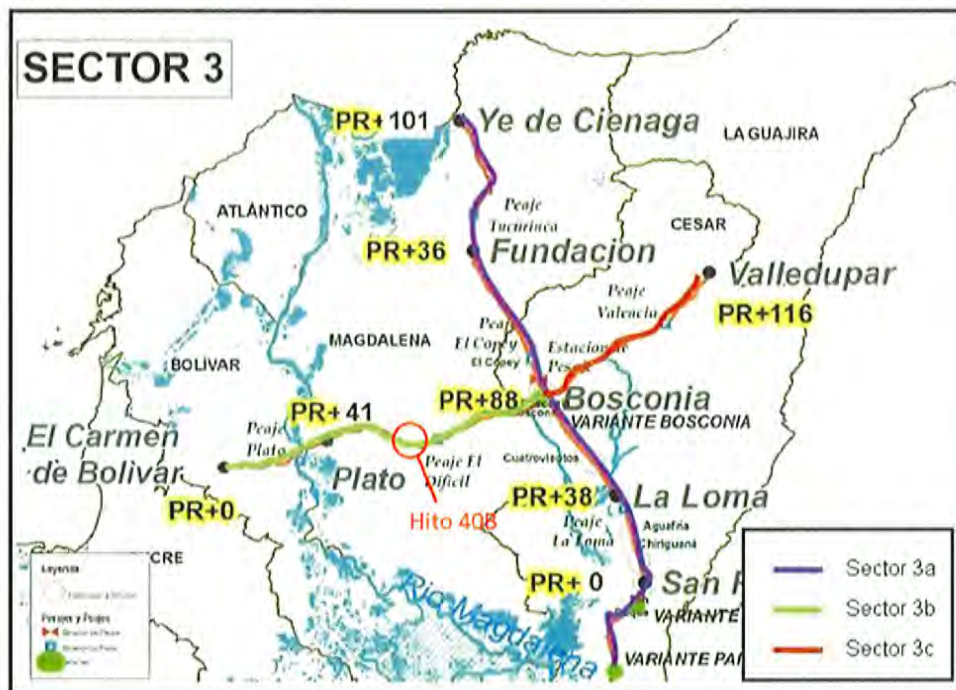 SECTOR 3
PR+101
Ye de Cienaga
LA GUAJIRA
ATLÁNTICO
Peaje
Tucurinca
CESAR
PR+36
Fundacion
Valledupar
Peaje
Valencia
PR+116
MAGDALENA
Peaje
El Copey
El Copey
Estacion de
Pesaje
BOLÍVAR
PR+88
Bosconia
VARIANTE BOSCONIA
PR+ 41
El Carmen
de Bolivar
Peaje
Plato
Plato
Peaje El
Dificil
Cuatrovientos
PR+38
La Loma
PR+0
Hito 408
Peaje
La Loma
Aguafria
Chiriguaná
CRE
PR+ 0
San F
VARIANTE
Rio Magdalena
VARIANTE PAI
Leyenda
Pesajes y Peajes
Sector 3a
Sector 3b
Sector 3c